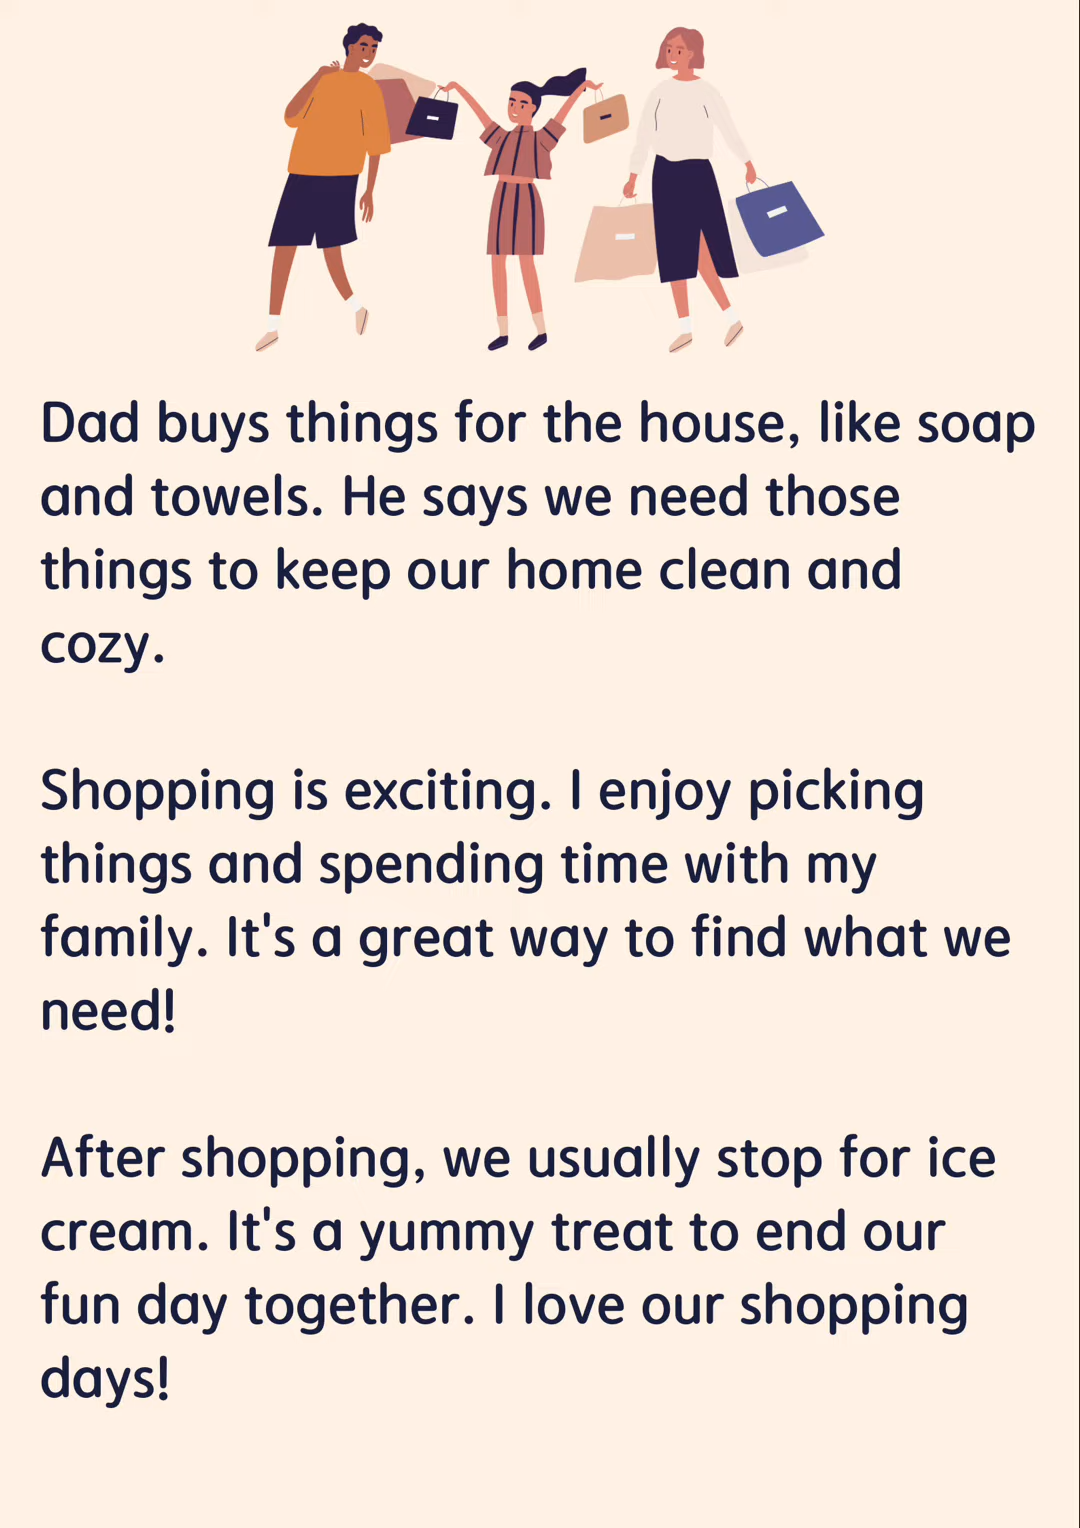 Dad buys things for the house, like soap
and towels. He says we need those
things to keep our home clean and
cozy.
Shopping is exciting. I enjoy picking
things and spending time with my
family. It's a great way to find what we
need!
After shopping, we usually stop for ice
cream. It's a yummy treat to end our
fun day together. I love our shopping
days!